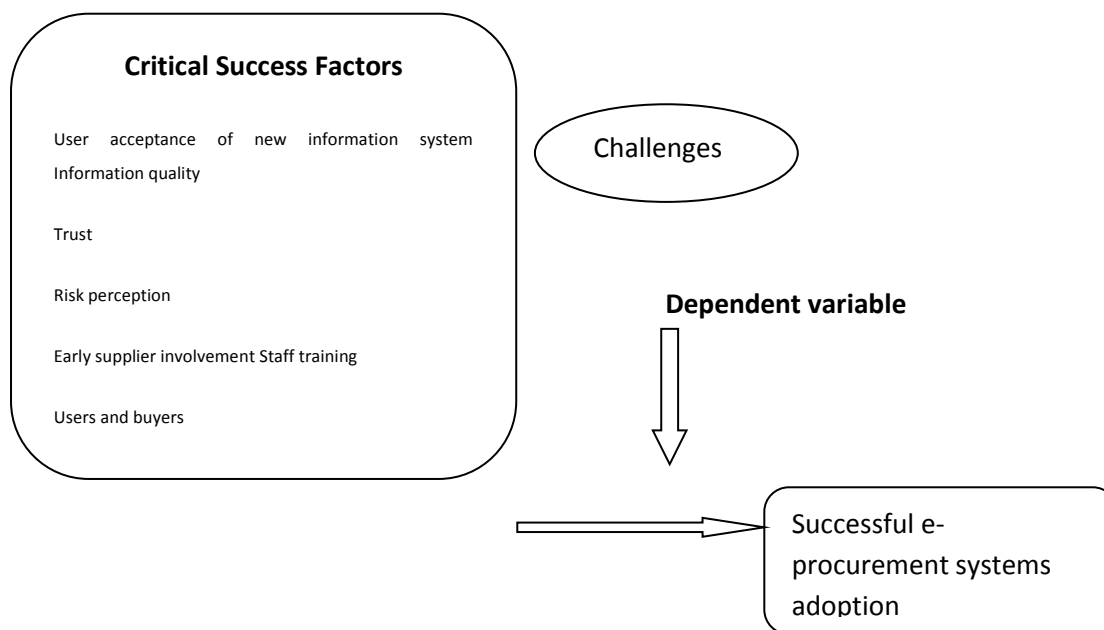 Critical Success Factors
User acceptance of new information system
Information quality
Trust
Risk perception
Early supplier involvement Staff training
Users and buyers
Challenges
Dependent variable
Successful e-
procurement systems
adoption